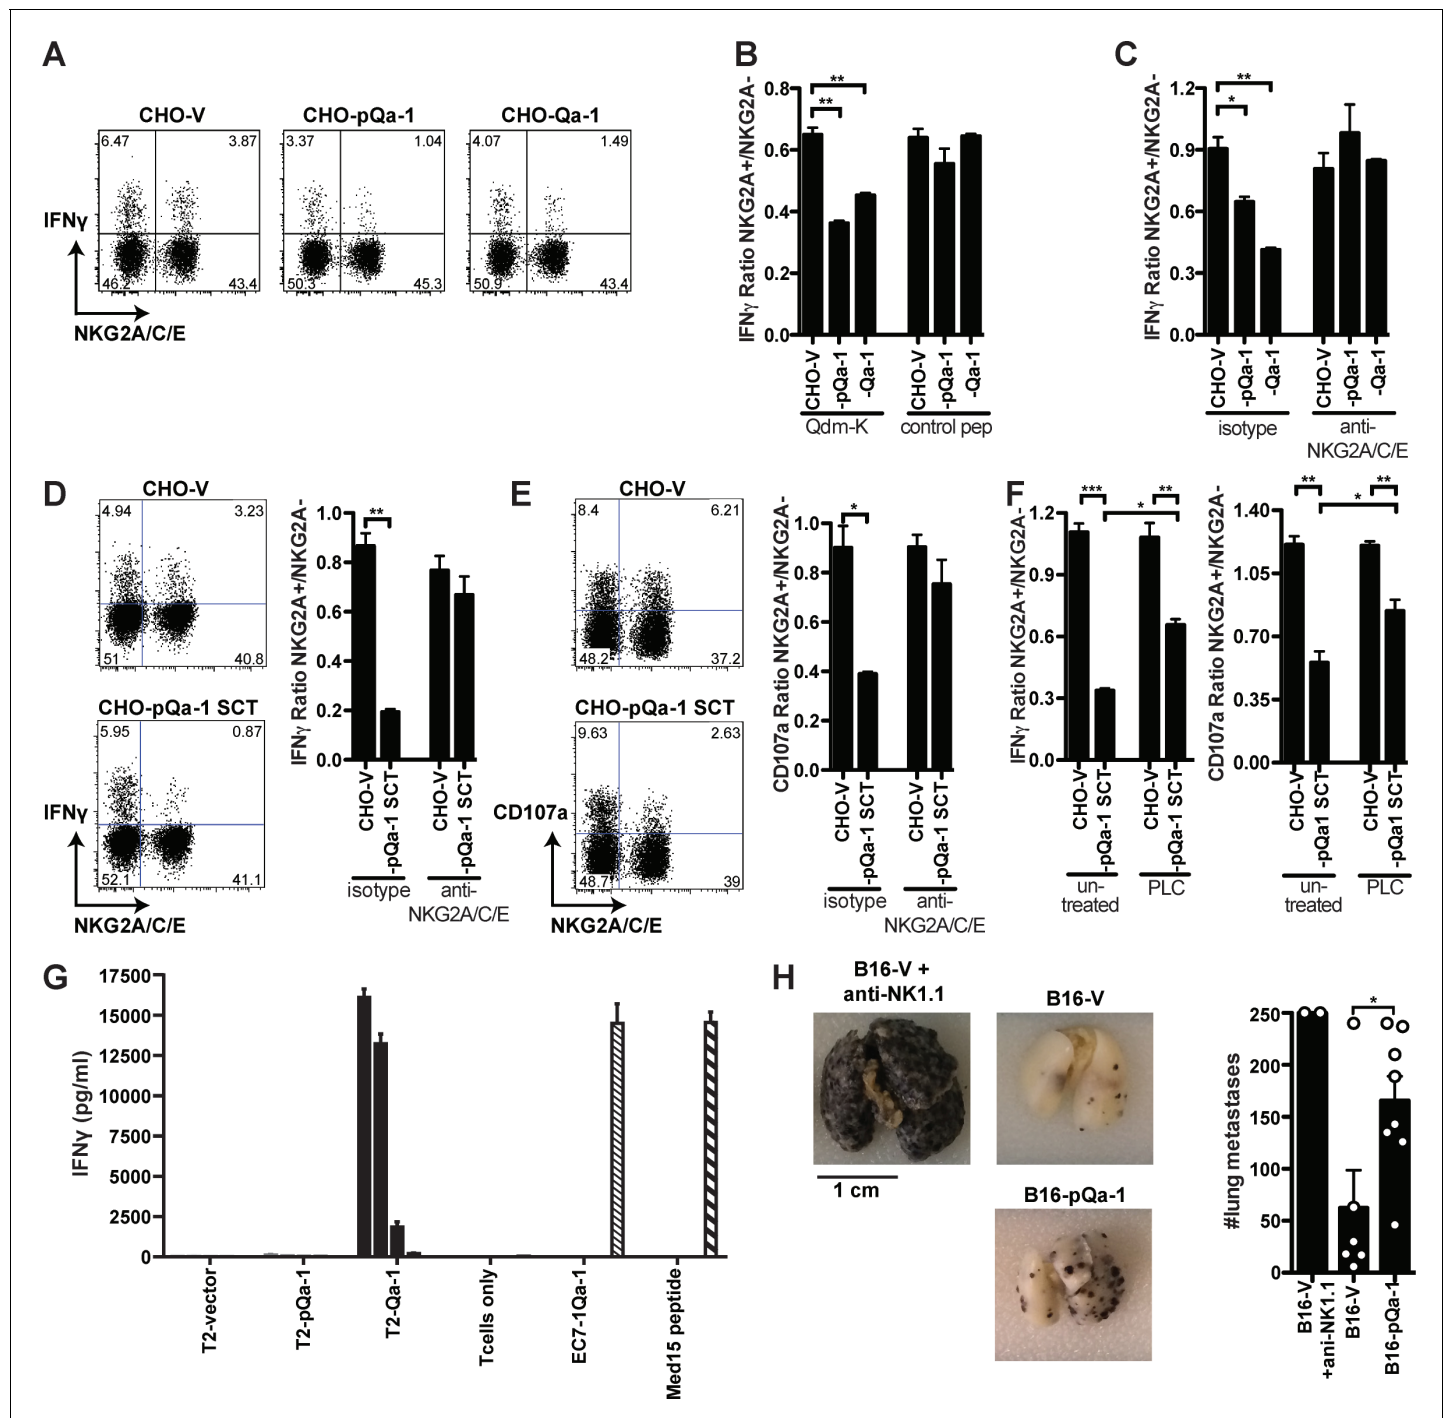 A
CHO-V
CHO-pQa-1
CHO-Qa-1
6.47
3.87
3.37
1.04
4.07
1.49
46.2
43.4
50.3
45.3
50.9
43.4
IFNγ
NKG2A/C/E
B
IFNγ Ratio NKG2A+/NKG2A-
0.8
0.6
0.4
0.2
0.0
**
**
CHO-V
-pQa-1
-Qa-1
CHO-V
-pQa-1
-Qa-1
Qdm-K
control pep
C
IFNγ Ratio NKG2A+/NKG2A-
1.2
0.9
0.6
0.3
0.0
**
*
CHO-V
-pQa-1
-Qa-1
CHO-V
-pQa-1
-Qa-1
isotype
anti-
NKG2A/C/E
D
CHO-V
4.94
3.23
51
40.8
CHO-pQa-1 SCT
5.95
0.87
52.1
41.1
IFNγ
NKG2A/C/E
IFNγ Ratio NKG2A+/NKG2A-
1.0
0.8
0.6
0.4
0.2
0.0
**
CHO-V
-pQa-1 SCT
CHO-V
-pQa-1 SCT
isotype
anti-
NKG2A/C/E
E
CHO-V
8.4
6.21
48.2
37.2
CHO-pQa-1 SCT
9.63
2.63
48.7
39
CD107a
NKG2A/C/E
CD107a Ratio NKG2A+/NKG2A-
1.0
0.8
0.6
0.4
0.2
0.0
*
CHO-V
-pQa-1 SCT
CHO-V
-pQa-1 SCT
isotype
anti-
NKG2A/C/E
F
IFNγ Ratio NKG2A+/NKG2A-
1.2
0.9
0.6
0.3
0.0
***
**
*
CHO-V
-pQa-1 SCT
CHO-V
-pQa-1 SCT
un-
treated
PLC
CD107a Ratio NKG2A+/NKG2A-
1.40
1.05
0.70
0.35
0.00
**
**
*
CHO-V
-pQa1 SCT
CHO-V
-pQa1 SCT
un-
treated
PLC
G
IFNγ (pg/ml)
17500
15000
12500
10000
7500
5000
2500
0
T2-vector
T2-pQa-1
T2-Qa-1
Tcells only
EC7-1Qa-1
Med15 peptide
H
B16-V +
anti-NK1.1
B16-V
1 cm
B16-pQa-1
#lung metastases
250
200
150
100
50
0
*
B16-V
+ani-NK1.1
B16-V
B16-pQa-1